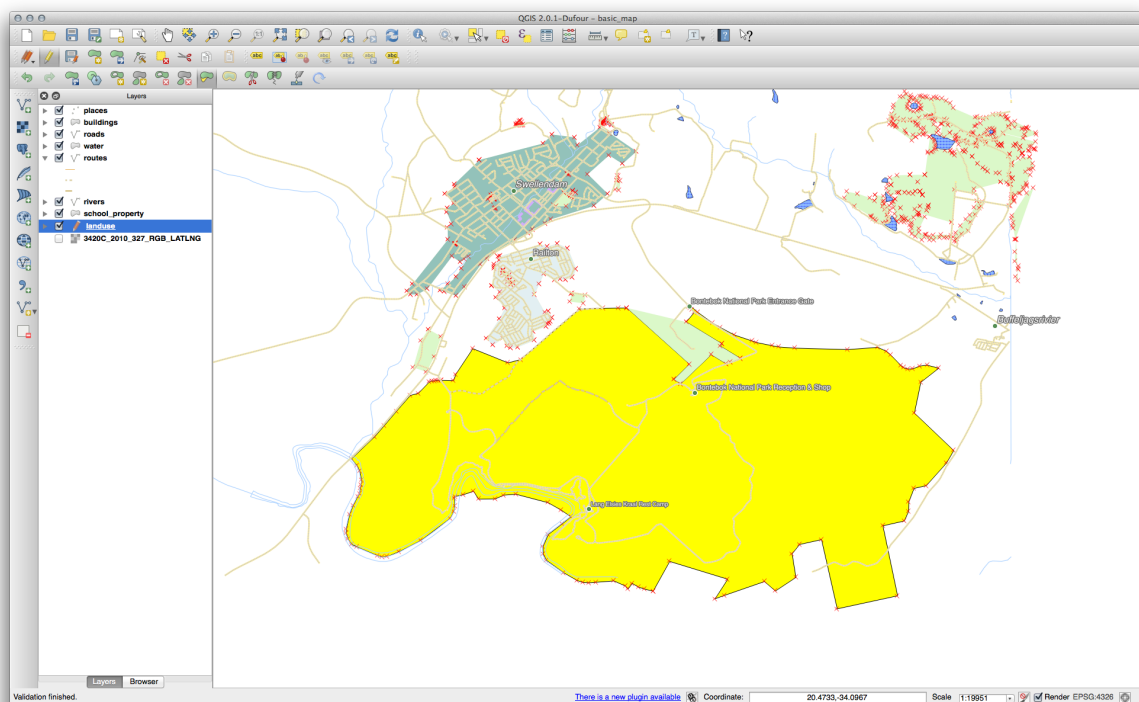 QGIS 2.0.1-Dufour - basic_map
Layers
places
buildings
roads
water
routes
rivers
school_property
landuse
3420C_2010_327_RGB_LATLNG
Swellendam
Railton
Bontebok National Park Entrance Gate
Buffeljagsrivier
Bontebok National Park Reception & Shop
Lang Elsies Kraal Rest Camp
Layers
Browser
Validation finished.
There is a new plugin available
Coordinate:
20.4733,-34.0967
Scale
1:19951
Render
EPSG:4326